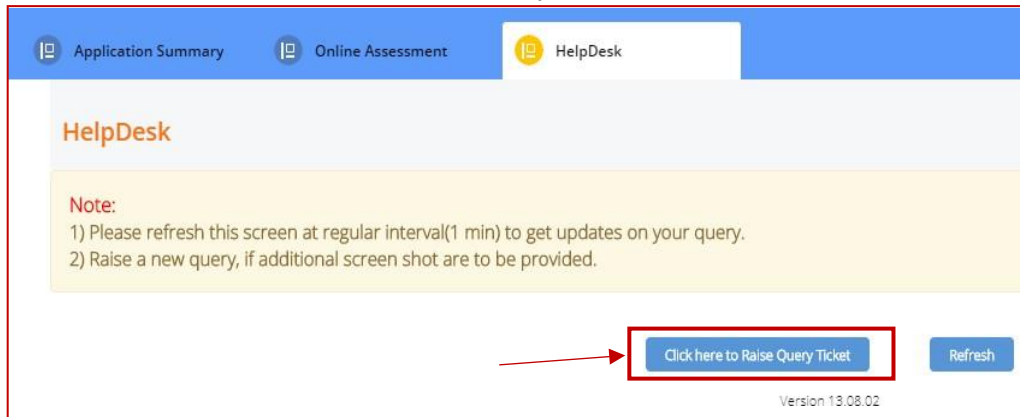 Application Summary Online Assessment HelpDesk
HelpDesk
Note:
1) Please refresh this screen at regular interval(1 min) to get updates on your query.
2) Raise a new query, if additional screen shot are to be provided.
Click here to Raise Query Ticket Refresh
Version 13.08.02